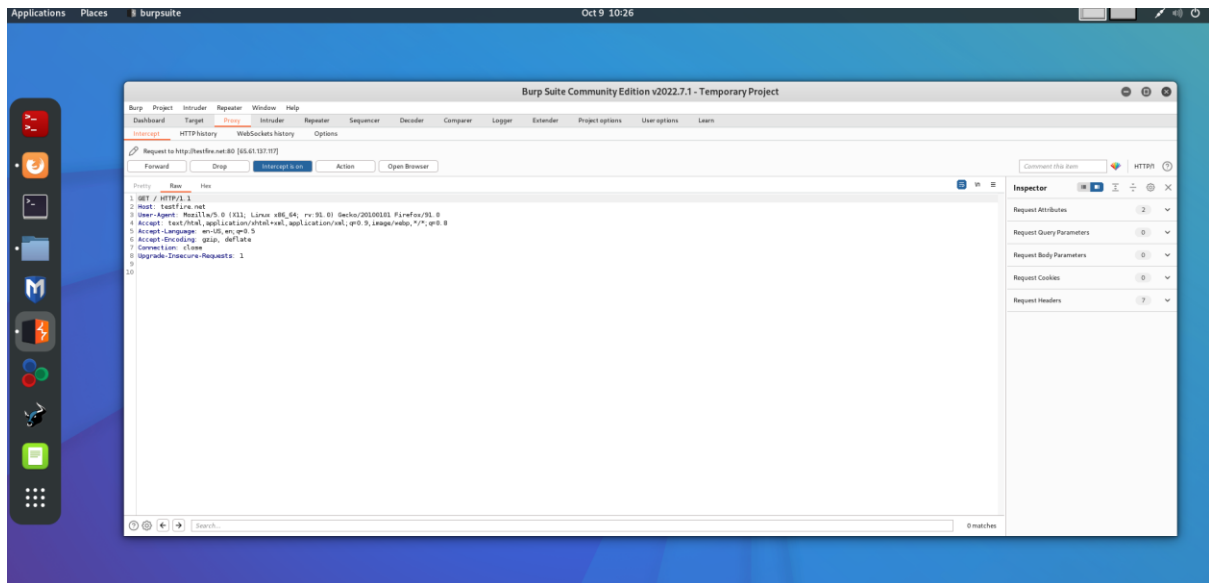 Applications Places burpsuite Oct 9 10:26
Burp Suite Community Edition v2022.7.1 - Temporary Project
Burp Project Intruder Repeater Window Help
Dashboard Target Proxy Intruder Repeater Sequencer Decoder Comparer Logger Extender Project options User options Learn
Intercept HTTP history WebSockets history Options
Request to http://testfire.net:80 [65.61.137.117]
Forward Drop Intercept is on Action Open Browser Comment this item HTTP/1
Pretty Raw Hex \n
Inspector
1 GET / HTTP/1.1
2 Host: testfire.net
3 User-Agent: Mozilla/5.0 (X11; Linux x86_64; rv:91.0) Gecko/20100101 Firefox/91.0
4 Accept: text/html,application/xhtml+xml,application/xml;q=0.9,image/webp,*/*;q=0.8
5 Accept-Language: en-US,en;q=0.5
6 Accept-Encoding: gzip, deflate
7 Connection: close
8 Upgrade-Insecure-Requests: 1
9
10
Request Attributes 2
Request Query Parameters 0
Request Body Parameters 0
Request Cookies 0
Request Headers 7
Search... 0 matches